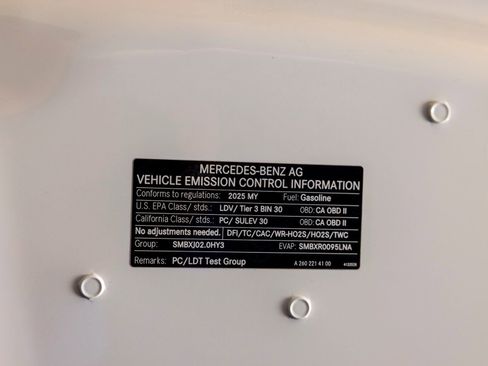 MERCEDES-BENZ AG
VEHICLE EMISSION CONTROL INFORMATION
Conforms to regulations: 2025 MY Fuel: Gasoline
U.S. EPA Class/ stds.: LDV/ Tier 3 BIN 30 OBD: CA OBD II
California Class/ stds.: PC/ SULEV 30 OBD: CA OBD II
No adjustments needed. DFI/TC/CAC/WR-HO2S/HO2S/TWC
Group: SMBXJ02.0HY3 EVAP: SMBXR0095LNA
Remarks: PC/LDT Test Group A 260 221 41 00